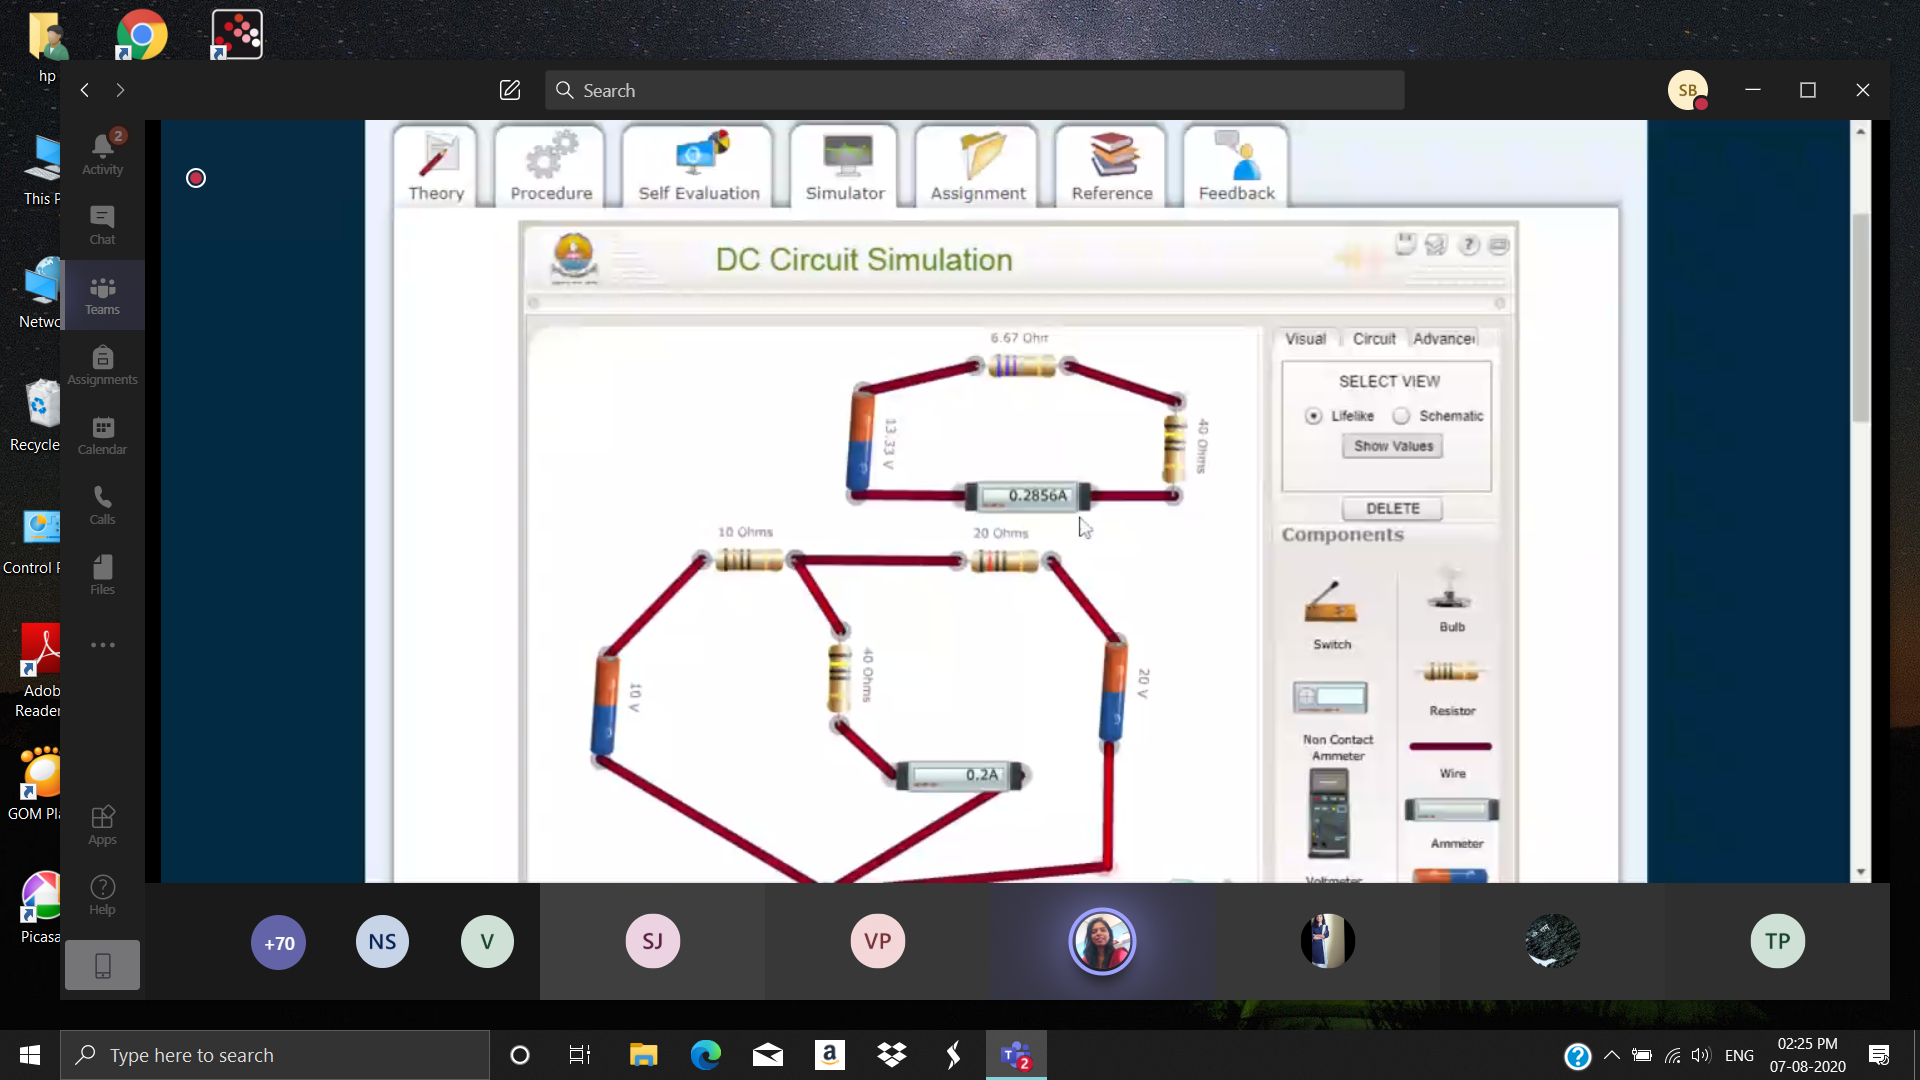 hp
Search
SB
2
Activity
This P
Chat
Teams
Netwo
Assignments
Recycle
Calendar
Calls
Control P
Files
Adob
Reader
GOM Pla
Apps
Help
Picasa
Theory
Procedure
Self Evaluation
Simulator
Assignment
Reference
Feedback
DC Circuit Simulation
6.67 Ohm
13.33 V
40 Ohms
0.2856A
10 Ohms
20 Ohms
10 V
40 Ohms
20 V
0.2A
Visual
Circuit
Advance
SELECT VIEW
Lifelike
Schematic
Show Values
DELETE
Components
Switch
Bulb
Resistor
Non Contact
Ammeter
Wire
Ammeter
Voltmeter
+70
NS
V
SJ
VP
TP
Type here to search
2
ENG
02:25 PM
07-08-2020